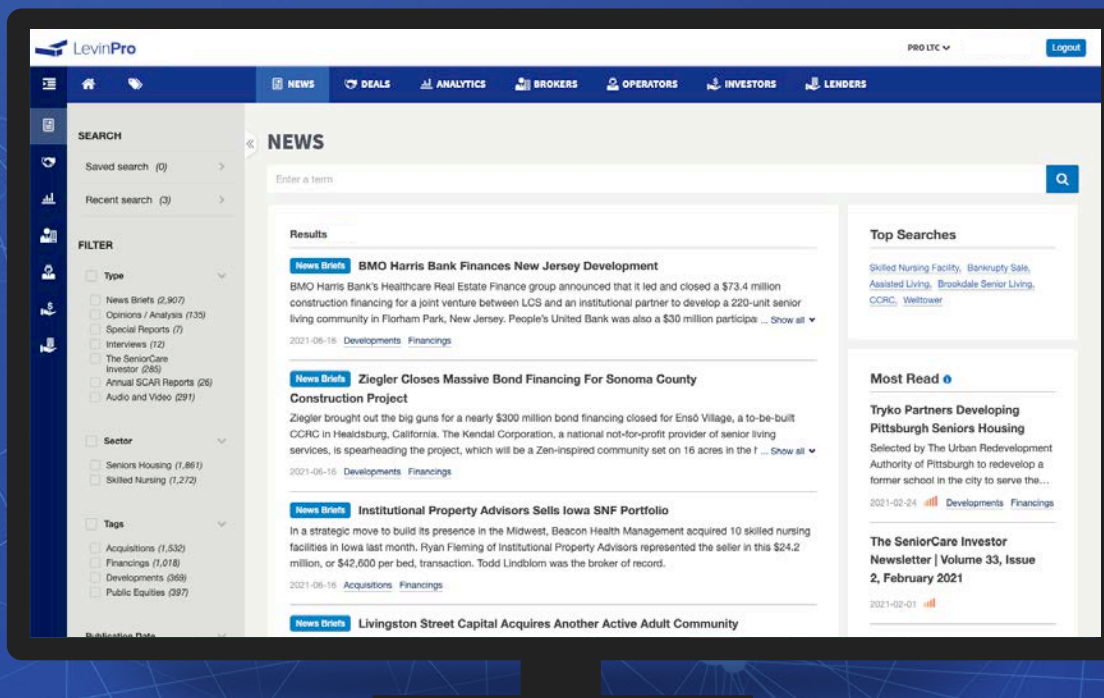 LevinPro
PRO LTC
Logout
NEWS
DEALS
ANALYTICS
BROKERS
OPERATORS
INVESTORS
LENDERS
SEARCH
Saved search (0)
Recent search (3)
FILTER
Type
News Briefs (2,907)
Opinions / Analysis (135)
Special Reports (7)
Interviews (12)
The SeniorCare
Investor (285)
Annual SCAR Reports (26)
Audio and Video (291)
Sector
Seniors Housing (1,861)
Skilled Nursing (1,272)
Tags
Acquisitions (1,532)
Financings (1,018)
Developments (369)
Public Equities (397)
Publication Date
NEWS
Enter a term
Results
News Briefs BMO Harris Bank Finances New Jersey Development
BMO Harris Bank's Healthcare Real Estate Finance group announced that it led and closed a $73.4 million
construction financing for a joint venture between LCS and an institutional partner to develop a 220-unit senior
living community in Florham Park, New Jersey. People's United Bank was also a $30 million participa ... Show all
2021-06-16 Developments Financings
News Briefs Ziegler Closes Massive Bond Financing For Sonoma County
Construction Project
Ziegler brought out the big guns for a nearly $300 million bond financing closed for Ensō Village, a to-be-built
CCRC in Healdsburg, California. The Kendal Corporation, a national not-for-profit provider of senior living
services, is spearheading the project, which will be a Zen-inspired community set on 16 acres in the ... Show all
2021-06-16 Developments Financings
News Briefs Institutional Property Advisors Sells Iowa SNF Portfolio
In a strategic move to build its presence in the Midwest, Beacon Health Management acquired 10 skilled nursing
facilities in Iowa last month. Ryan Fleming of Institutional Property Advisors represented the seller in this $24.2
million, or $42,600 per bed, transaction. Todd Lindblom was the broker of record.
2021-06-16 Acquisitions Financings
News Briefs Livingston Street Capital Acquires Another Active Adult Community
Top Searches
Skilled Nursing Facility, Bankrupty Sale,
Assisted Living, Brookdale Senior Living,
CCRC, Welltower
Most Read
Tryko Partners Developing
Pittsburgh Seniors Housing
Selected by The Urban Redevelopment
Authority of Pittsburgh to redevelop a
former school in the city to serve the...
2021-02-24 Developments Financings
The SeniorCare Investor
Newsletter | Volume 33, Issue
2, February 2021
2021-02-01